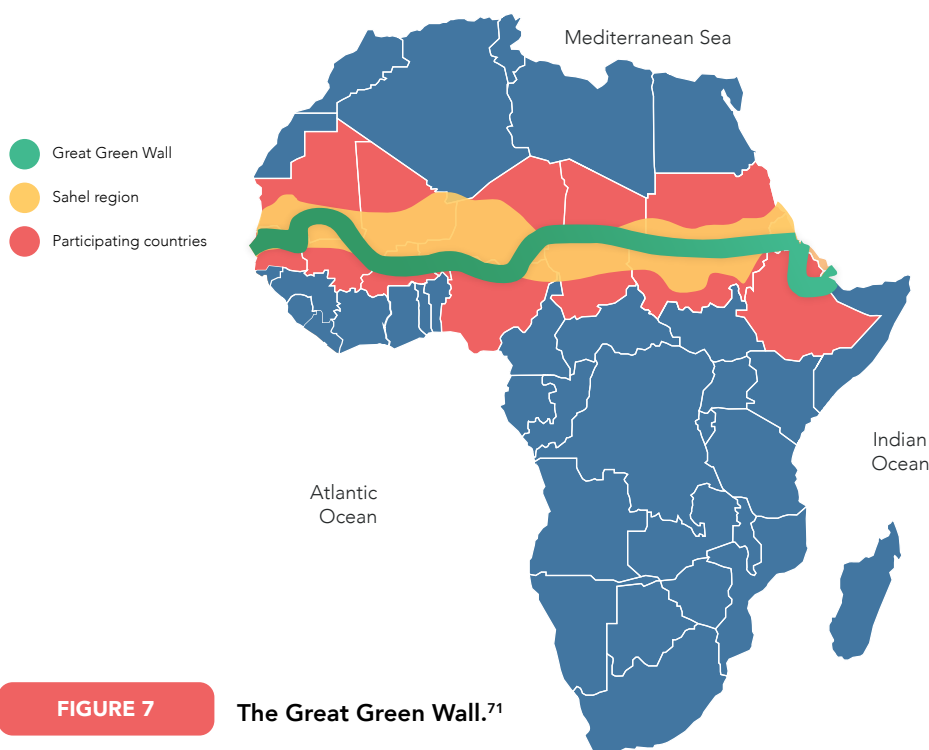 Mediterranean Sea
Great Green Wall
Sahel region
Participating countries
Indian
Ocean
Atlantic
Ocean
FIGURE 7
The Great Green Wall.⁷¹